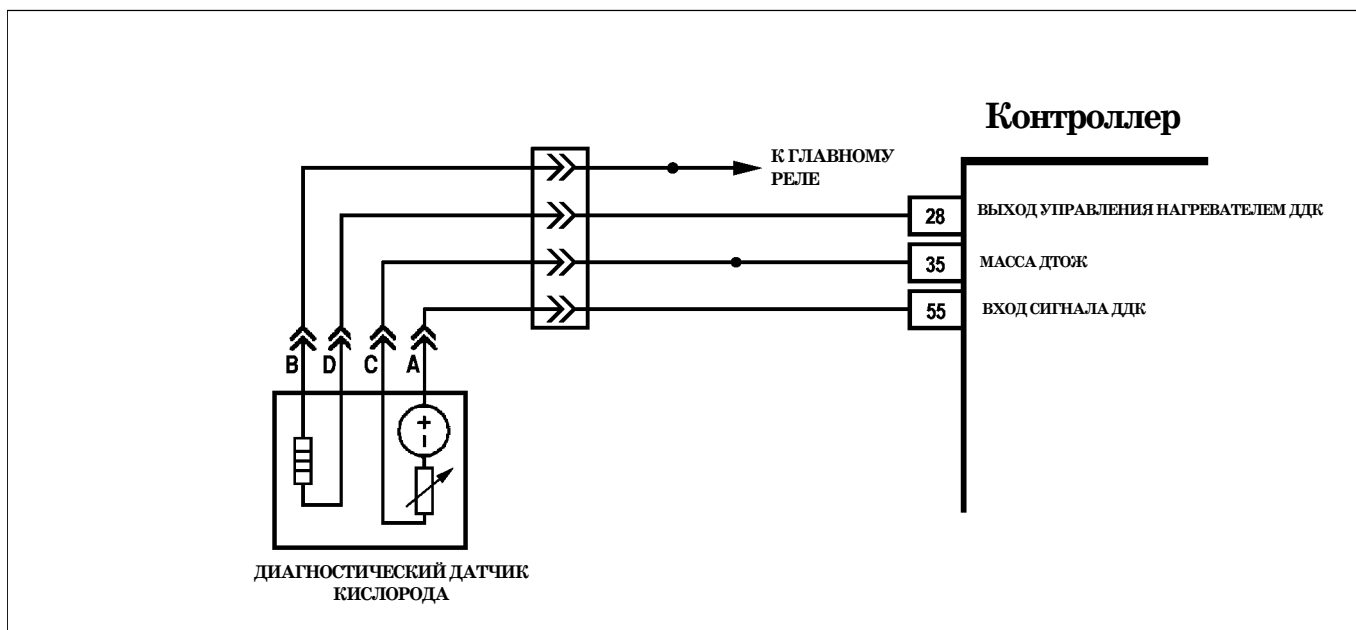 Контроллер
К ГЛАВНОМУ
РЕЛЕ
28
ВЫХОД УПРАВЛЕНИЯ НАГРЕВАТЕЛЕМ ДДК
35
МАССА ДТОЖ
55
ВХОД СИГНАЛА ДДК
B D C A
ДИАГНОСТИЧЕСКИЙ ДАТЧИК
КИСЛОРОДА